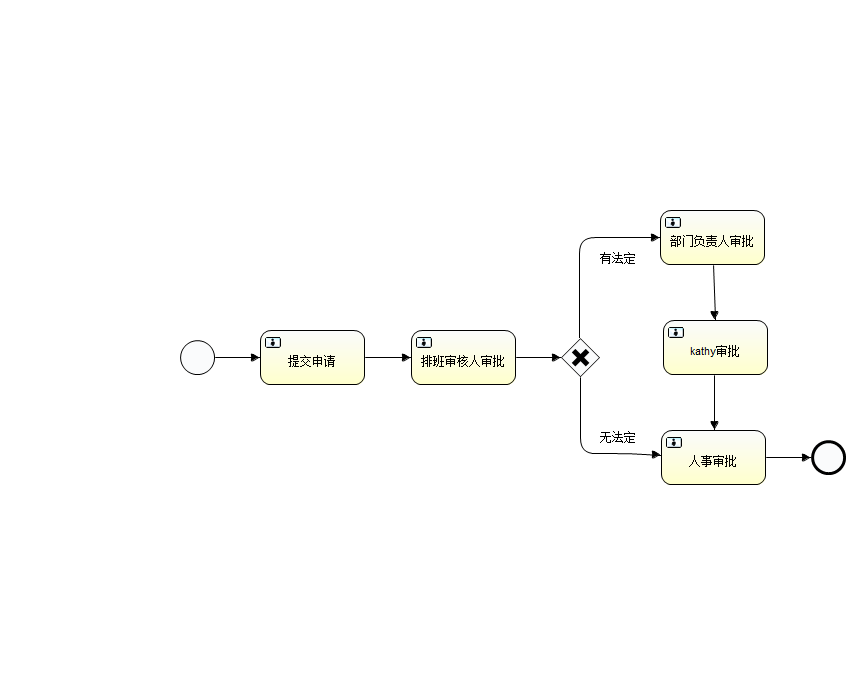 提交申请
排班审核人审批
有法定
部门负责人审批
kathy审批
无法定
人事审批